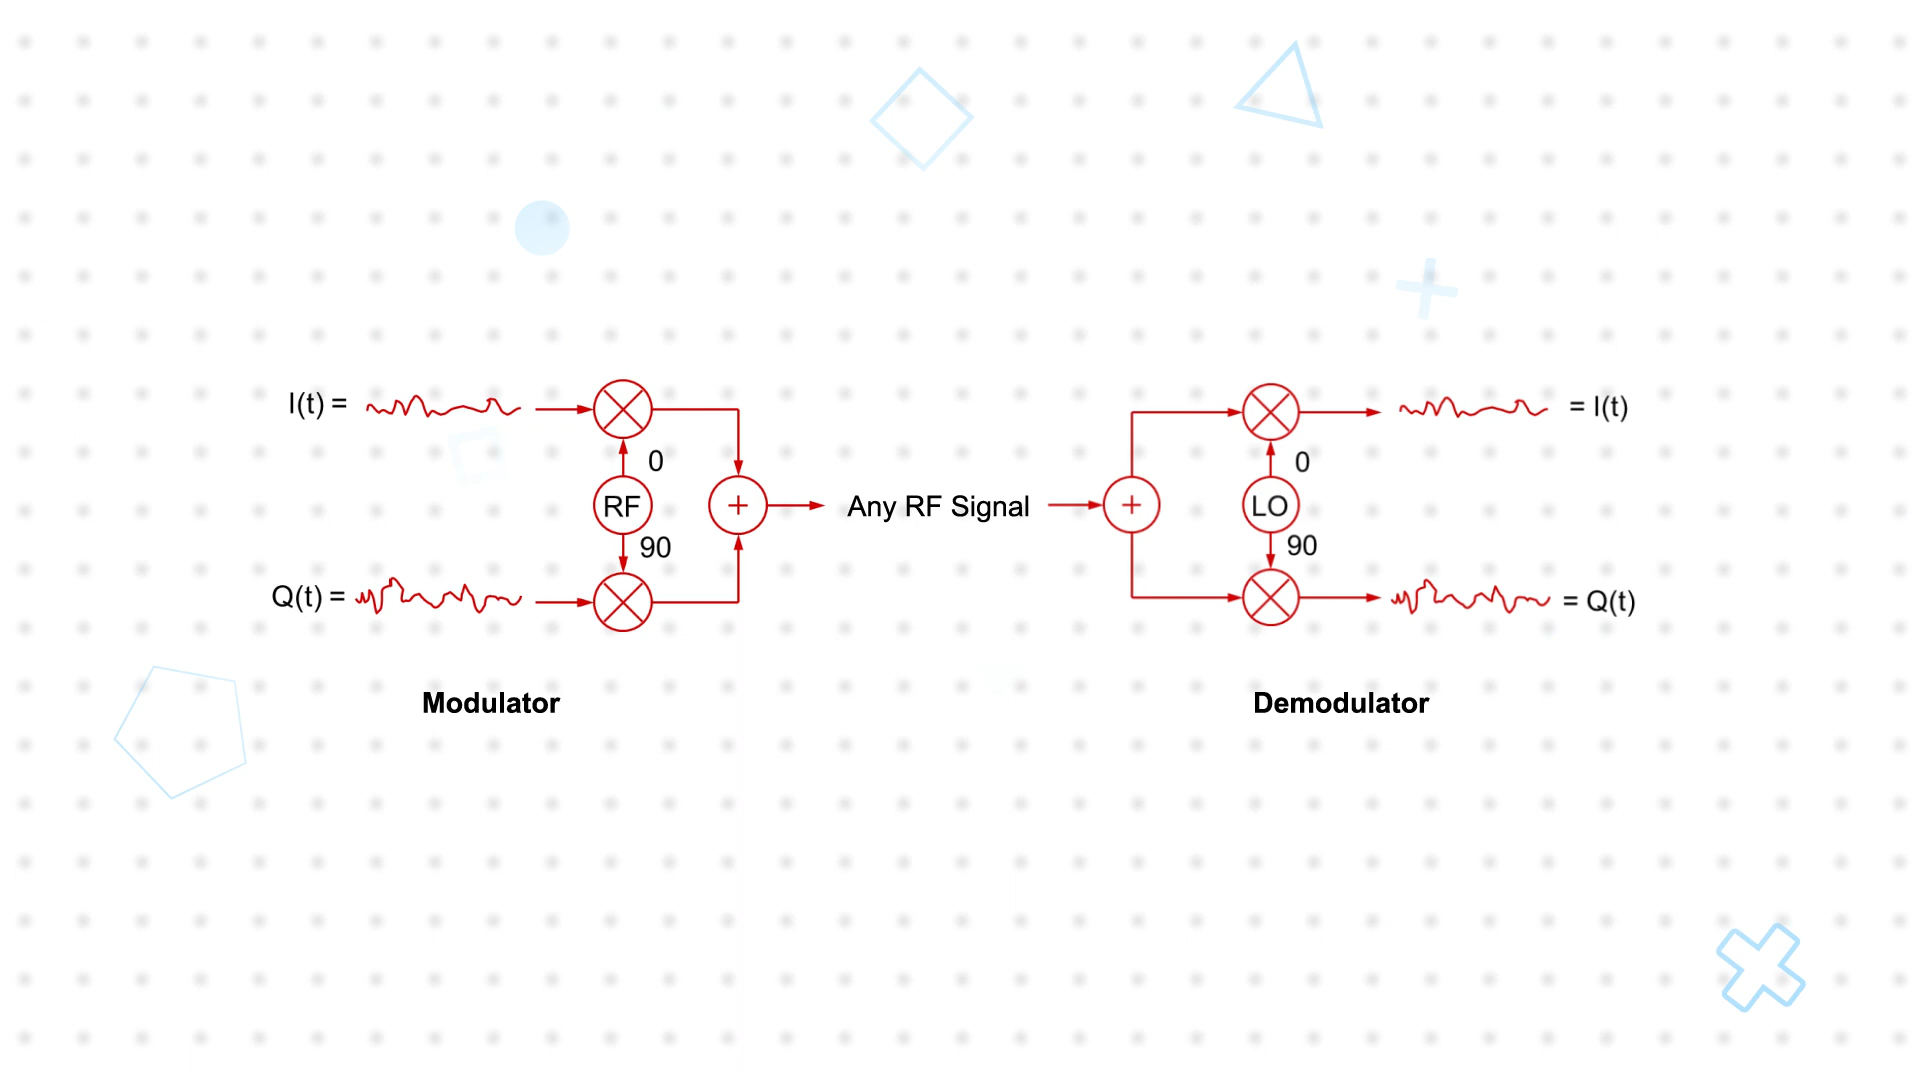 I(t) =
0
RF
90
Q(t) =
+
Any RF Signal
+
0
LO
90
= I(t)
= Q(t)
Modulator
Demodulator